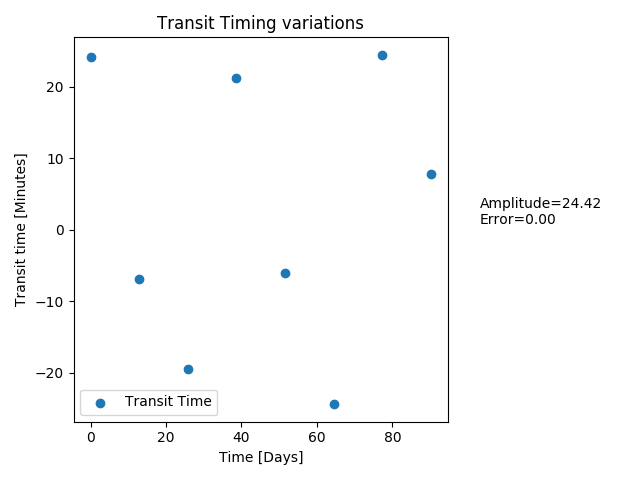 Transit Timing variations
Transit time [Minutes]
20
10
0
−10
−20
Amplitude=24.42
Error=0.00
Transit Time
0
20
40
60
80
Time [Days]